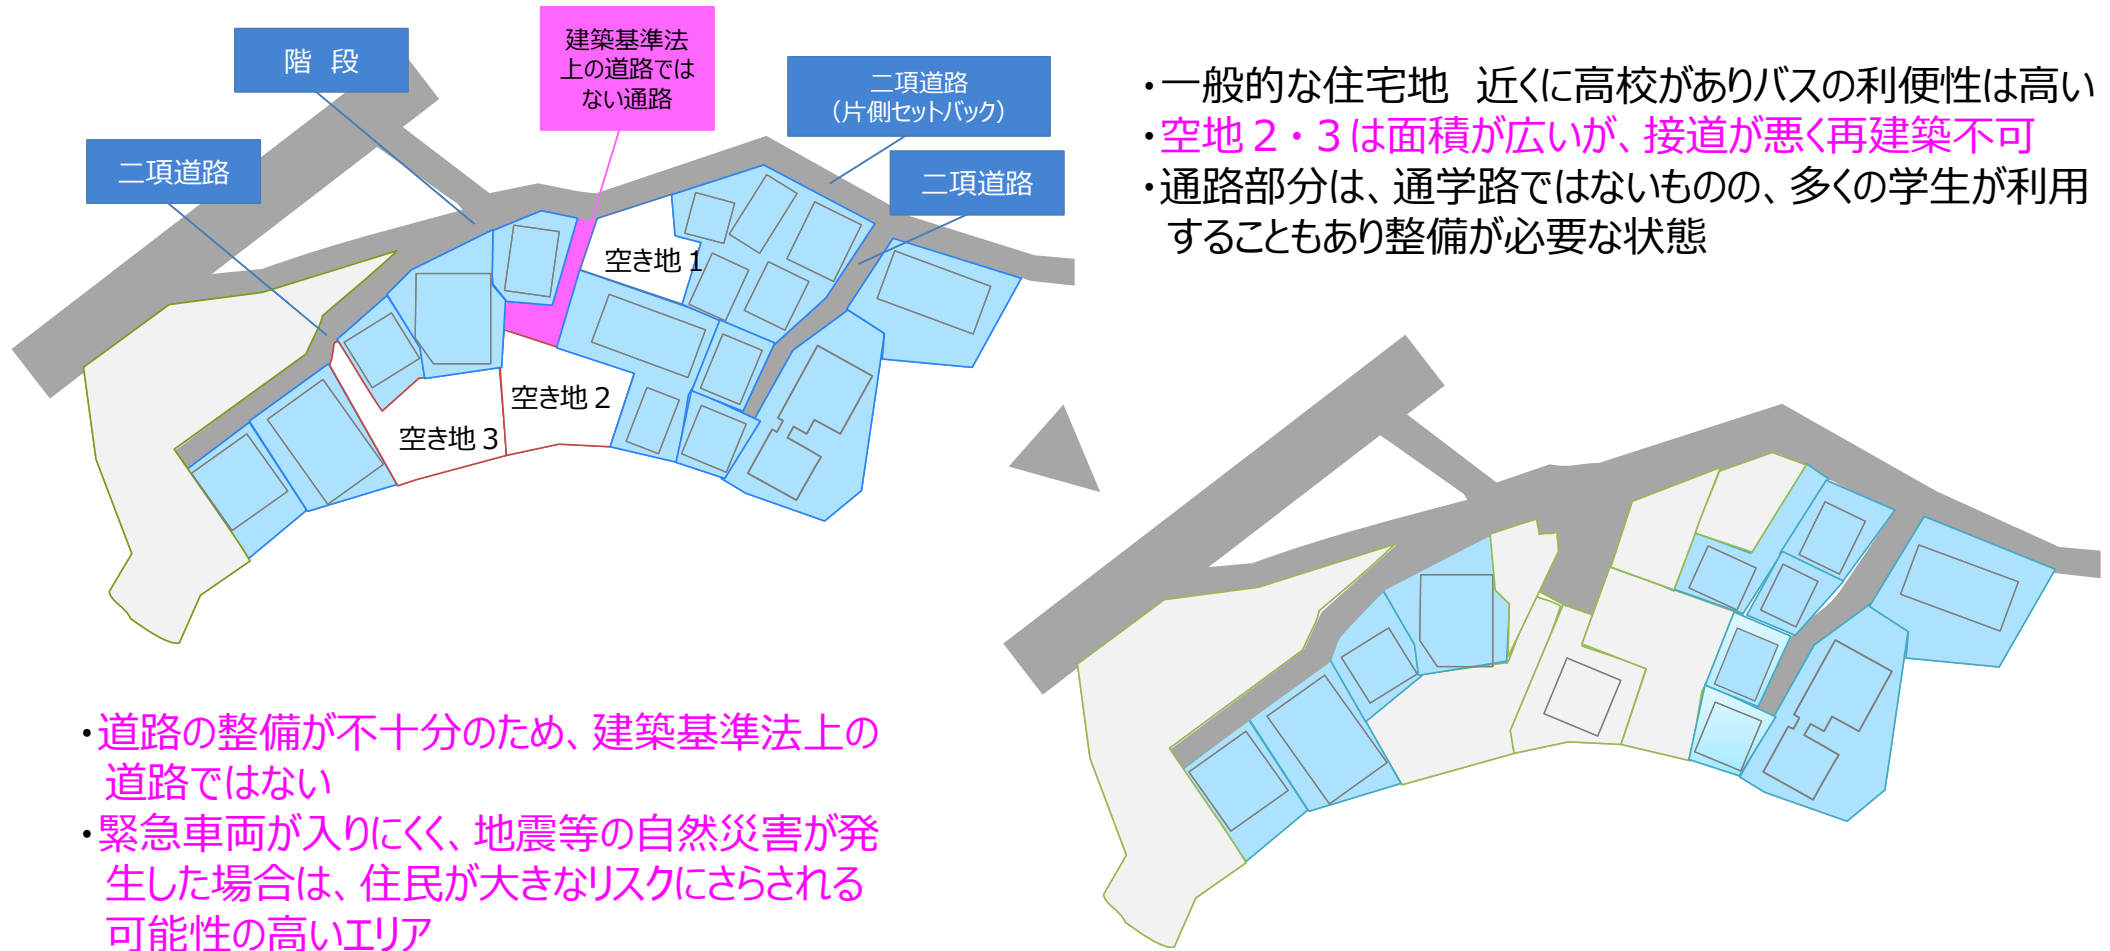 階 段
建築基準法
上の道路では
ない通路
二項道路
（片側セットバック）
二項道路
二項道路
空き地１
空き地２
空き地３
・一般的な住宅地　近くに高校がありバスの利便性は高い
・空地２・３は面積が広いが、接道が悪く再建築不可
・通路部分は、通学路ではないものの、多くの学生が利用
することもあり整備が必要な状態
・道路の整備が不十分のため、建築基準法上の
道路ではない
・緊急車両が入りにくく、地震等の自然災害が発
生した場合は、住民が大きなリスクにさらされる
可能性の高いエリア